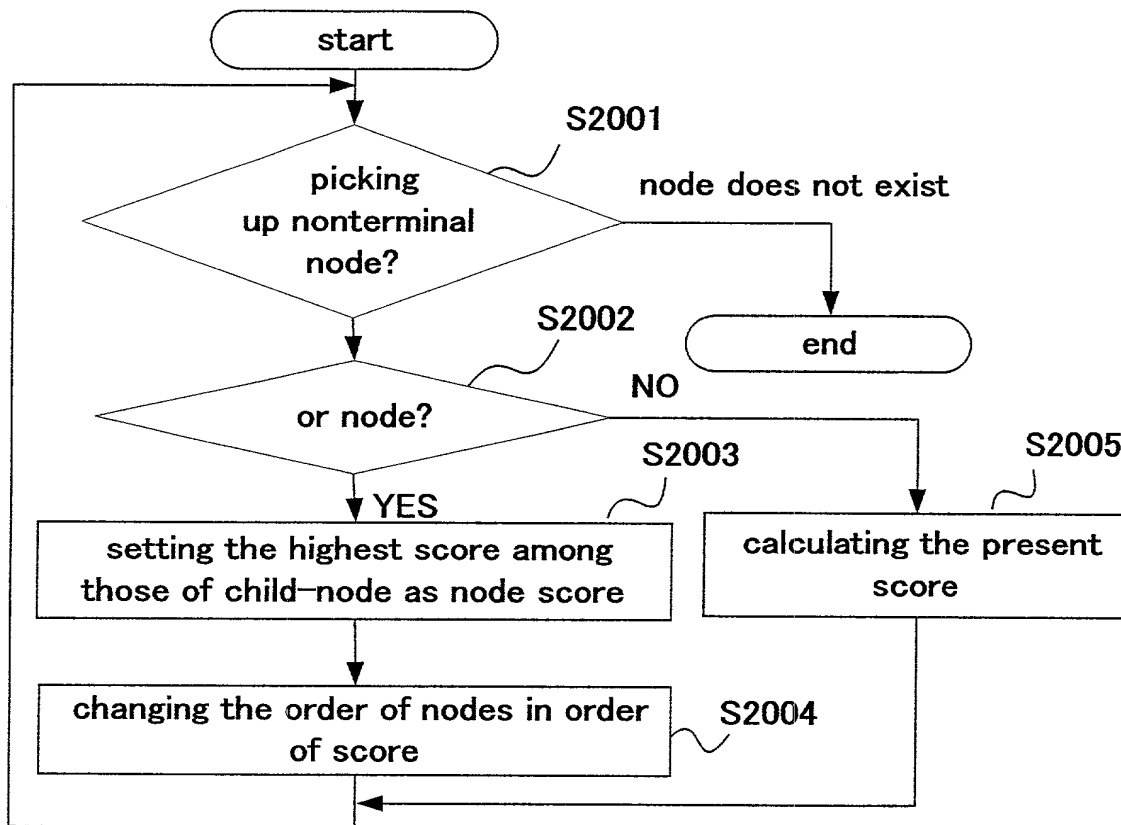 start
S2001
picking
up nonterminal
node?
node does not exist
end
S2002
or node?
NO
YES
S2003
setting the highest score among
those of child-node as node score
S2005
calculating the present
score
changing the order of nodes in order
of score
S2004